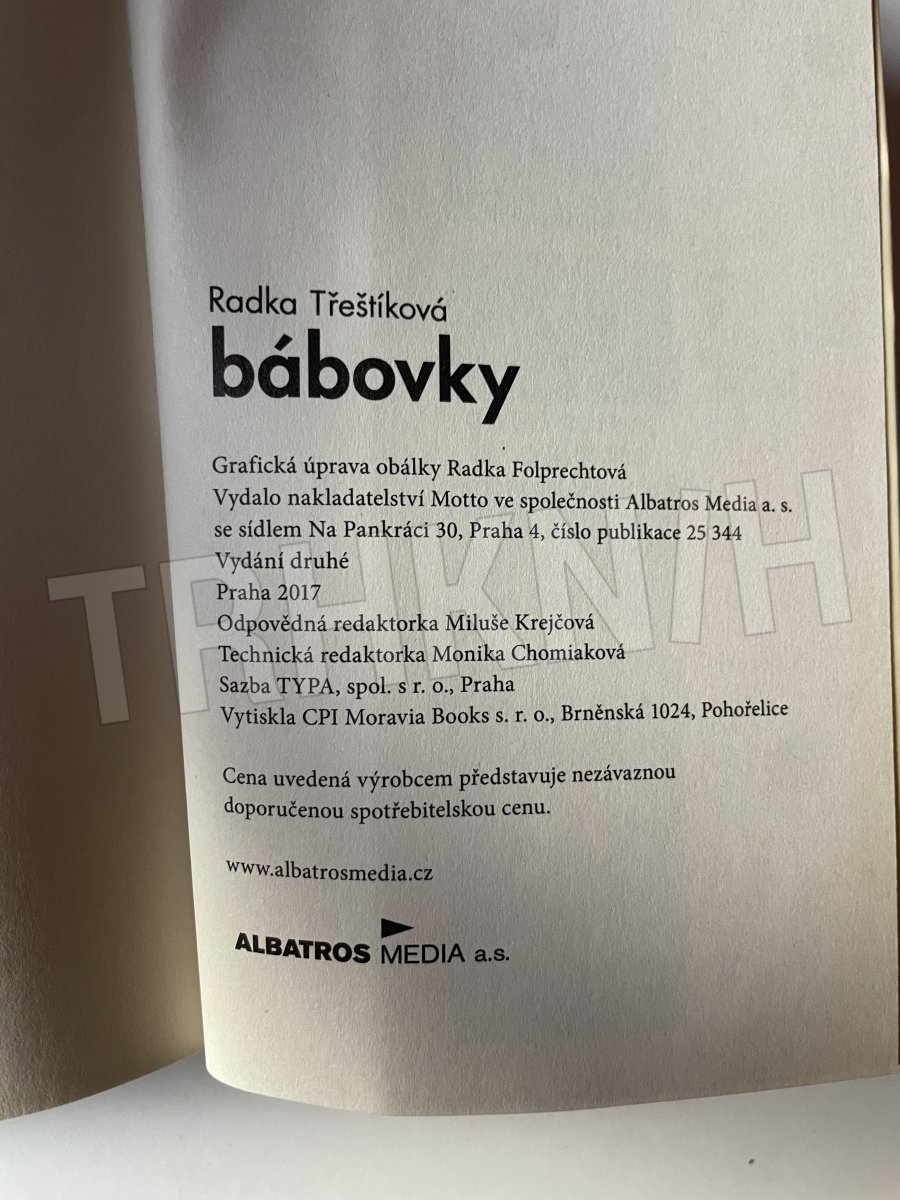 Radka Třeštíková
bábovky
Grafická úprava obálky Radka Folprechtová
Vydalo nakladatelství Motto ve společnosti Albatros Media a. s.
se sídlem Na Pankráci 30, Praha 4, číslo publikace 25 344
Vydání druhé
Praha 2017
Odpovědná redaktorka Miluše Krejčová
Technická redaktorka Monika Chomiaková
Sazba TYPA, spol. s r. o., Praha
Vytiskla CPI Moravia Books s. r. o., Brněnská 1024, Pohořelice
Cena uvedená výrobcem představuje nezávaznou
doporučenou spotřebitelskou cenu.
www.albatrosmedia.cz
ALBATROS MEDIA a.s.
TRHKNIH